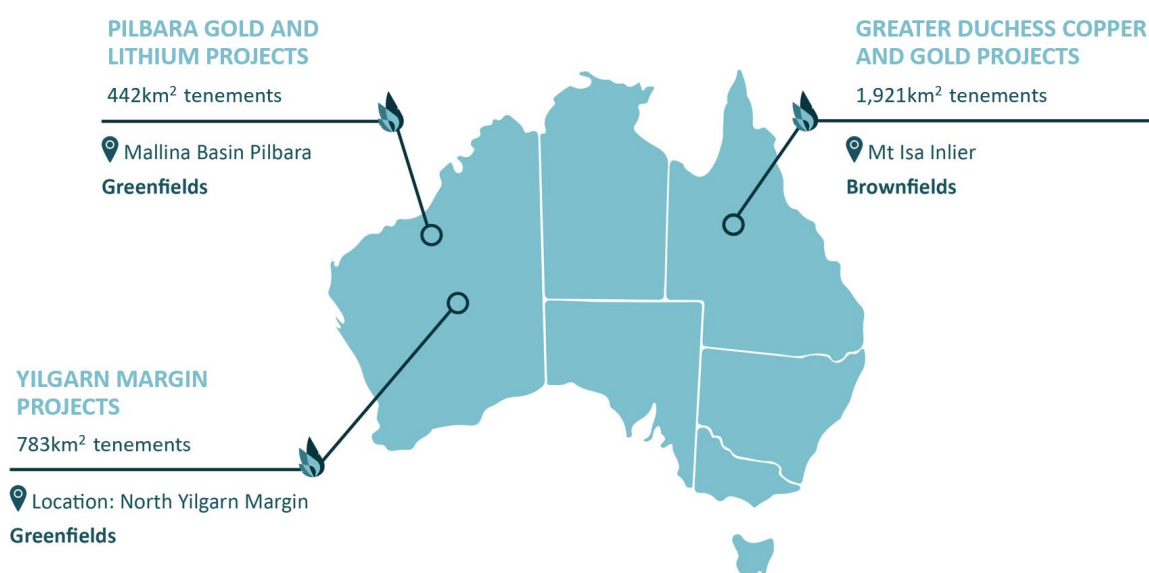 PILBARA GOLD AND
LITHIUM PROJECTS
442km² tenements
Mallina Basin Pilbara
Greenfields
GREATER DUCHESS COPPER
AND GOLD PROJECTS
1,921km² tenements
Mt Isa Inlier
Brownfields
YILGARN MARGIN
PROJECTS
783km² tenements
Location: North Yilgarn Margin
Greenfields